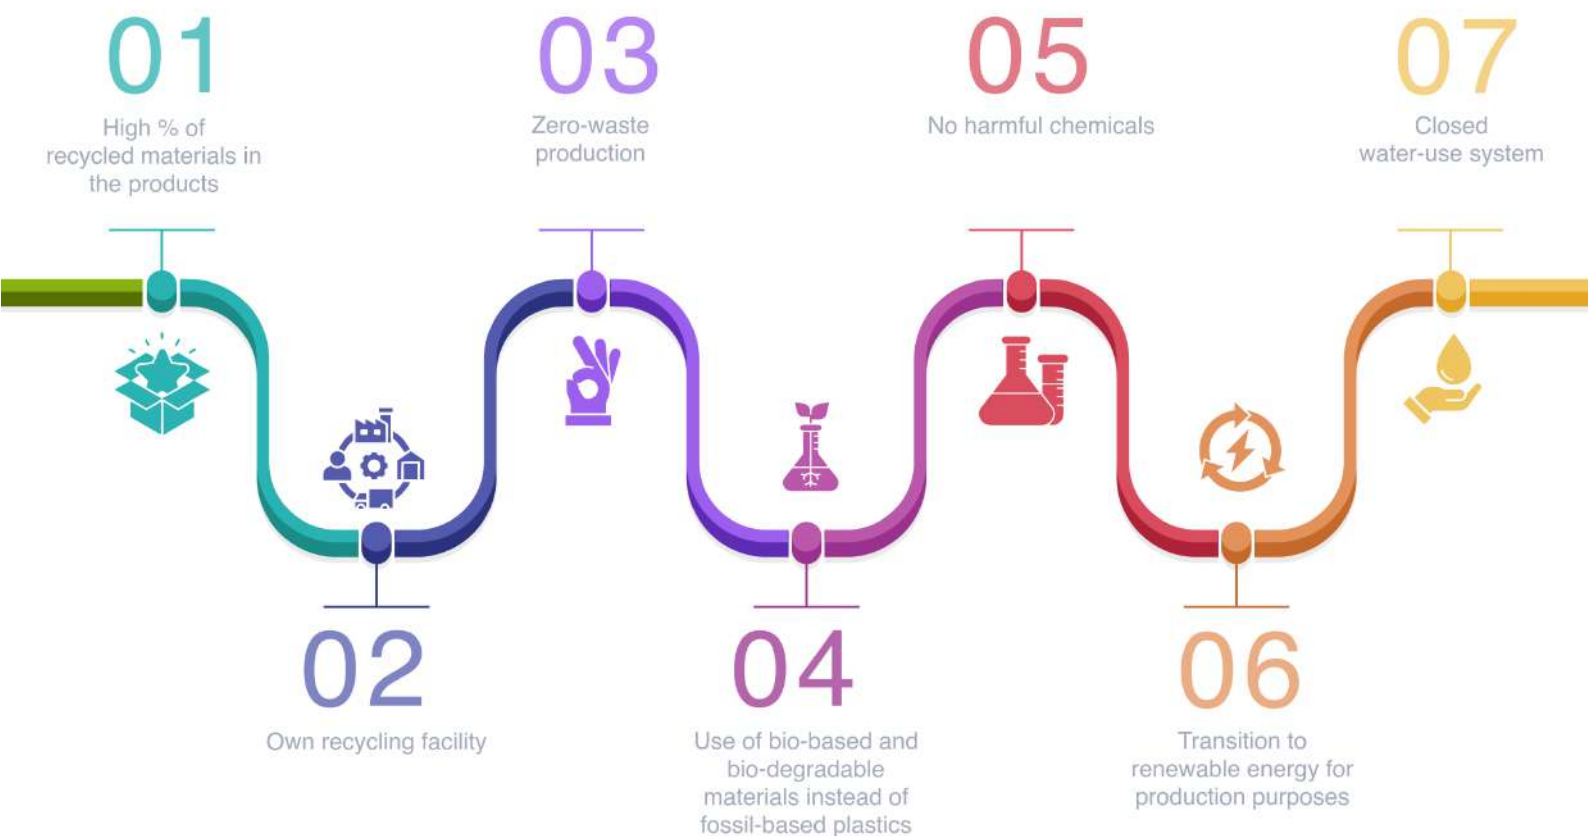 01
High % of
recycled materials in
the products
02
Own recycling facility
03
Zero-waste
production
04
Use of bio-based and
bio-degradable
materials instead of
fossil-based plastics
05
No harmful chemicals
06
Transition to
renewable energy for
production purposes
07
Closed
water-use system